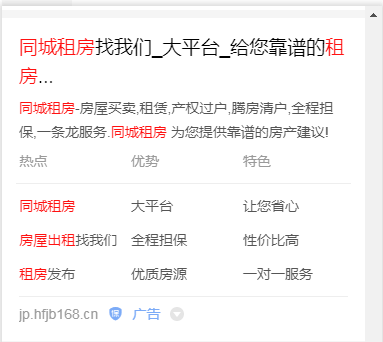 同城租房找我们_大平台_给您靠谱的租
房...
同城租房-房屋买卖,租赁,产权过户,腾房清户,全程担
保,一条龙服务.同城租房 为您提供靠谱的房产建议!
热点 优势 特色
同城租房 大平台 让您省心
房屋出租找我们 全程担保 性价比高
租房发布 优质房源 一对一服务
jp.hfjb168.cn 保 广告